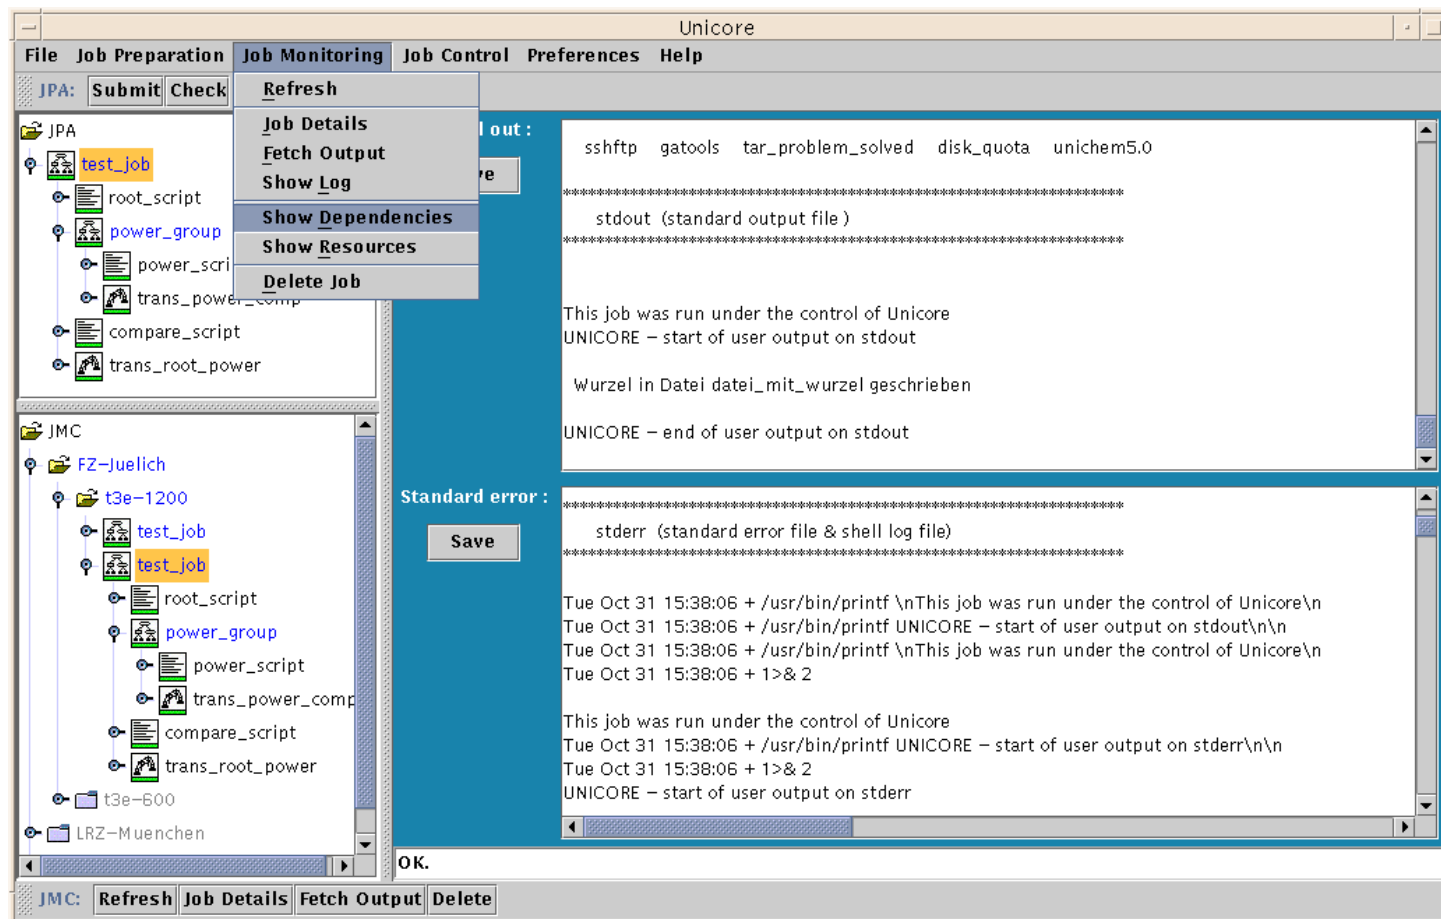 Unicore
File Job Preparation Job Monitoring Job Control Preferences Help
JPA: Submit Check
Refresh
Job Details
Fetch Output
Show Log
Show Dependencies
Show Resources
Delete Job
JPA
test_job
root_script
power_group
power_scri
trans_power_comp
compare_script
trans_root_power
JMC
FZ-Juelich
t3e-1200
test_job
test_job
root_script
power_group
power_script
trans_power_comp
compare_script
trans_root_power
t3e-600
LRZ-Muenchen
out :
sshftp gatools tar_problem_solved disk_quota unichem5.0
stdout (standard output file )
This job was run under the control of Unicore
UNICORE – start of user output on stdout
Wurzel in Datei datei_mit_wurzel geschrieben
UNICORE – end of user output on stdout
Standard error :
Save
stderr (standard error file & shell log file)
Tue Oct 31 15:38:06 + /usr/bin/printf \nThis job was run under the control of Unicore\n
Tue Oct 31 15:38:06 + /usr/bin/printf UNICORE – start of user output on stdout\n\n
Tue Oct 31 15:38:06 + /usr/bin/printf \nThis job was run under the control of Unicore\n
Tue Oct 31 15:38:06 + 1>& 2
This job was run under the control of Unicore
Tue Oct 31 15:38:06 + /usr/bin/printf UNICORE – start of user output on stderr\n\n
Tue Oct 31 15:38:06 + 1>& 2
UNICORE – start of user output on stderr
OK.
JMC: Refresh Job Details Fetch Output Delete